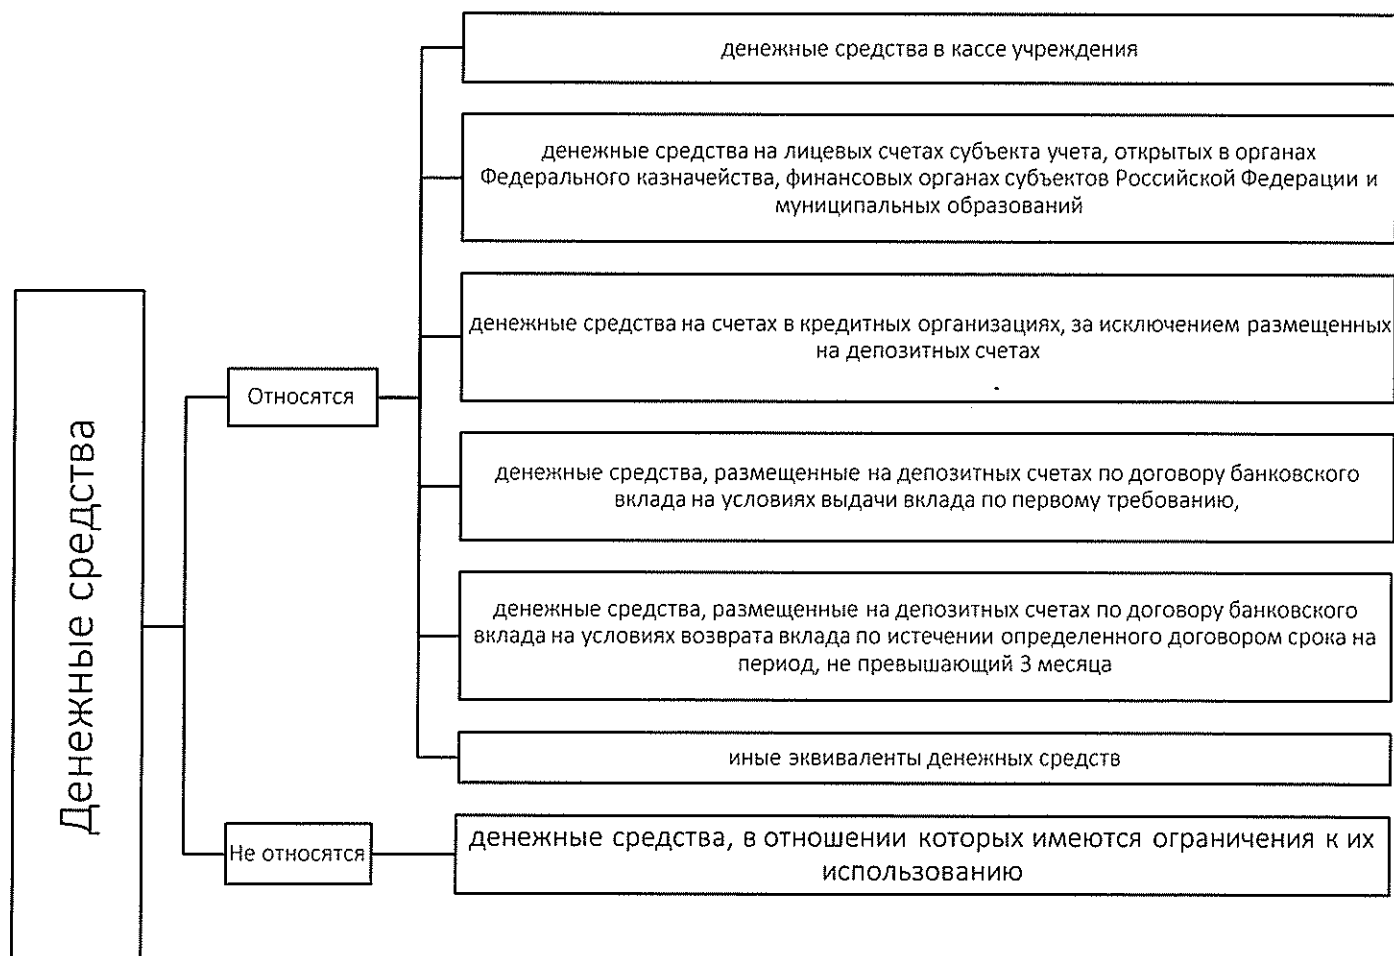 Денежные средства
Относятся
денежные средства в кассе учреждения
денежные средства на лицевых счетах субъекта учета, открытых в органах
Федерального казначейства, финансовых органах субъектов Российской Федерации и
муниципальных образований
денежные средства на счетах в кредитных организациях, за исключением размещенных
на депозитных счетах
денежные средства, размещенные на депозитных счетах по договору банковского
вклада на условиях выдачи вклада по первому требованию,
денежные средства, размещенные на депозитных счетах по договору банковского
вклада на условиях возврата вклада по истечении определенного договором срока на
период, не превышающий 3 месяца
иные эквиваленты денежных средств
Не относятся
денежные средства, в отношении которых имеются ограничения к их
использованию